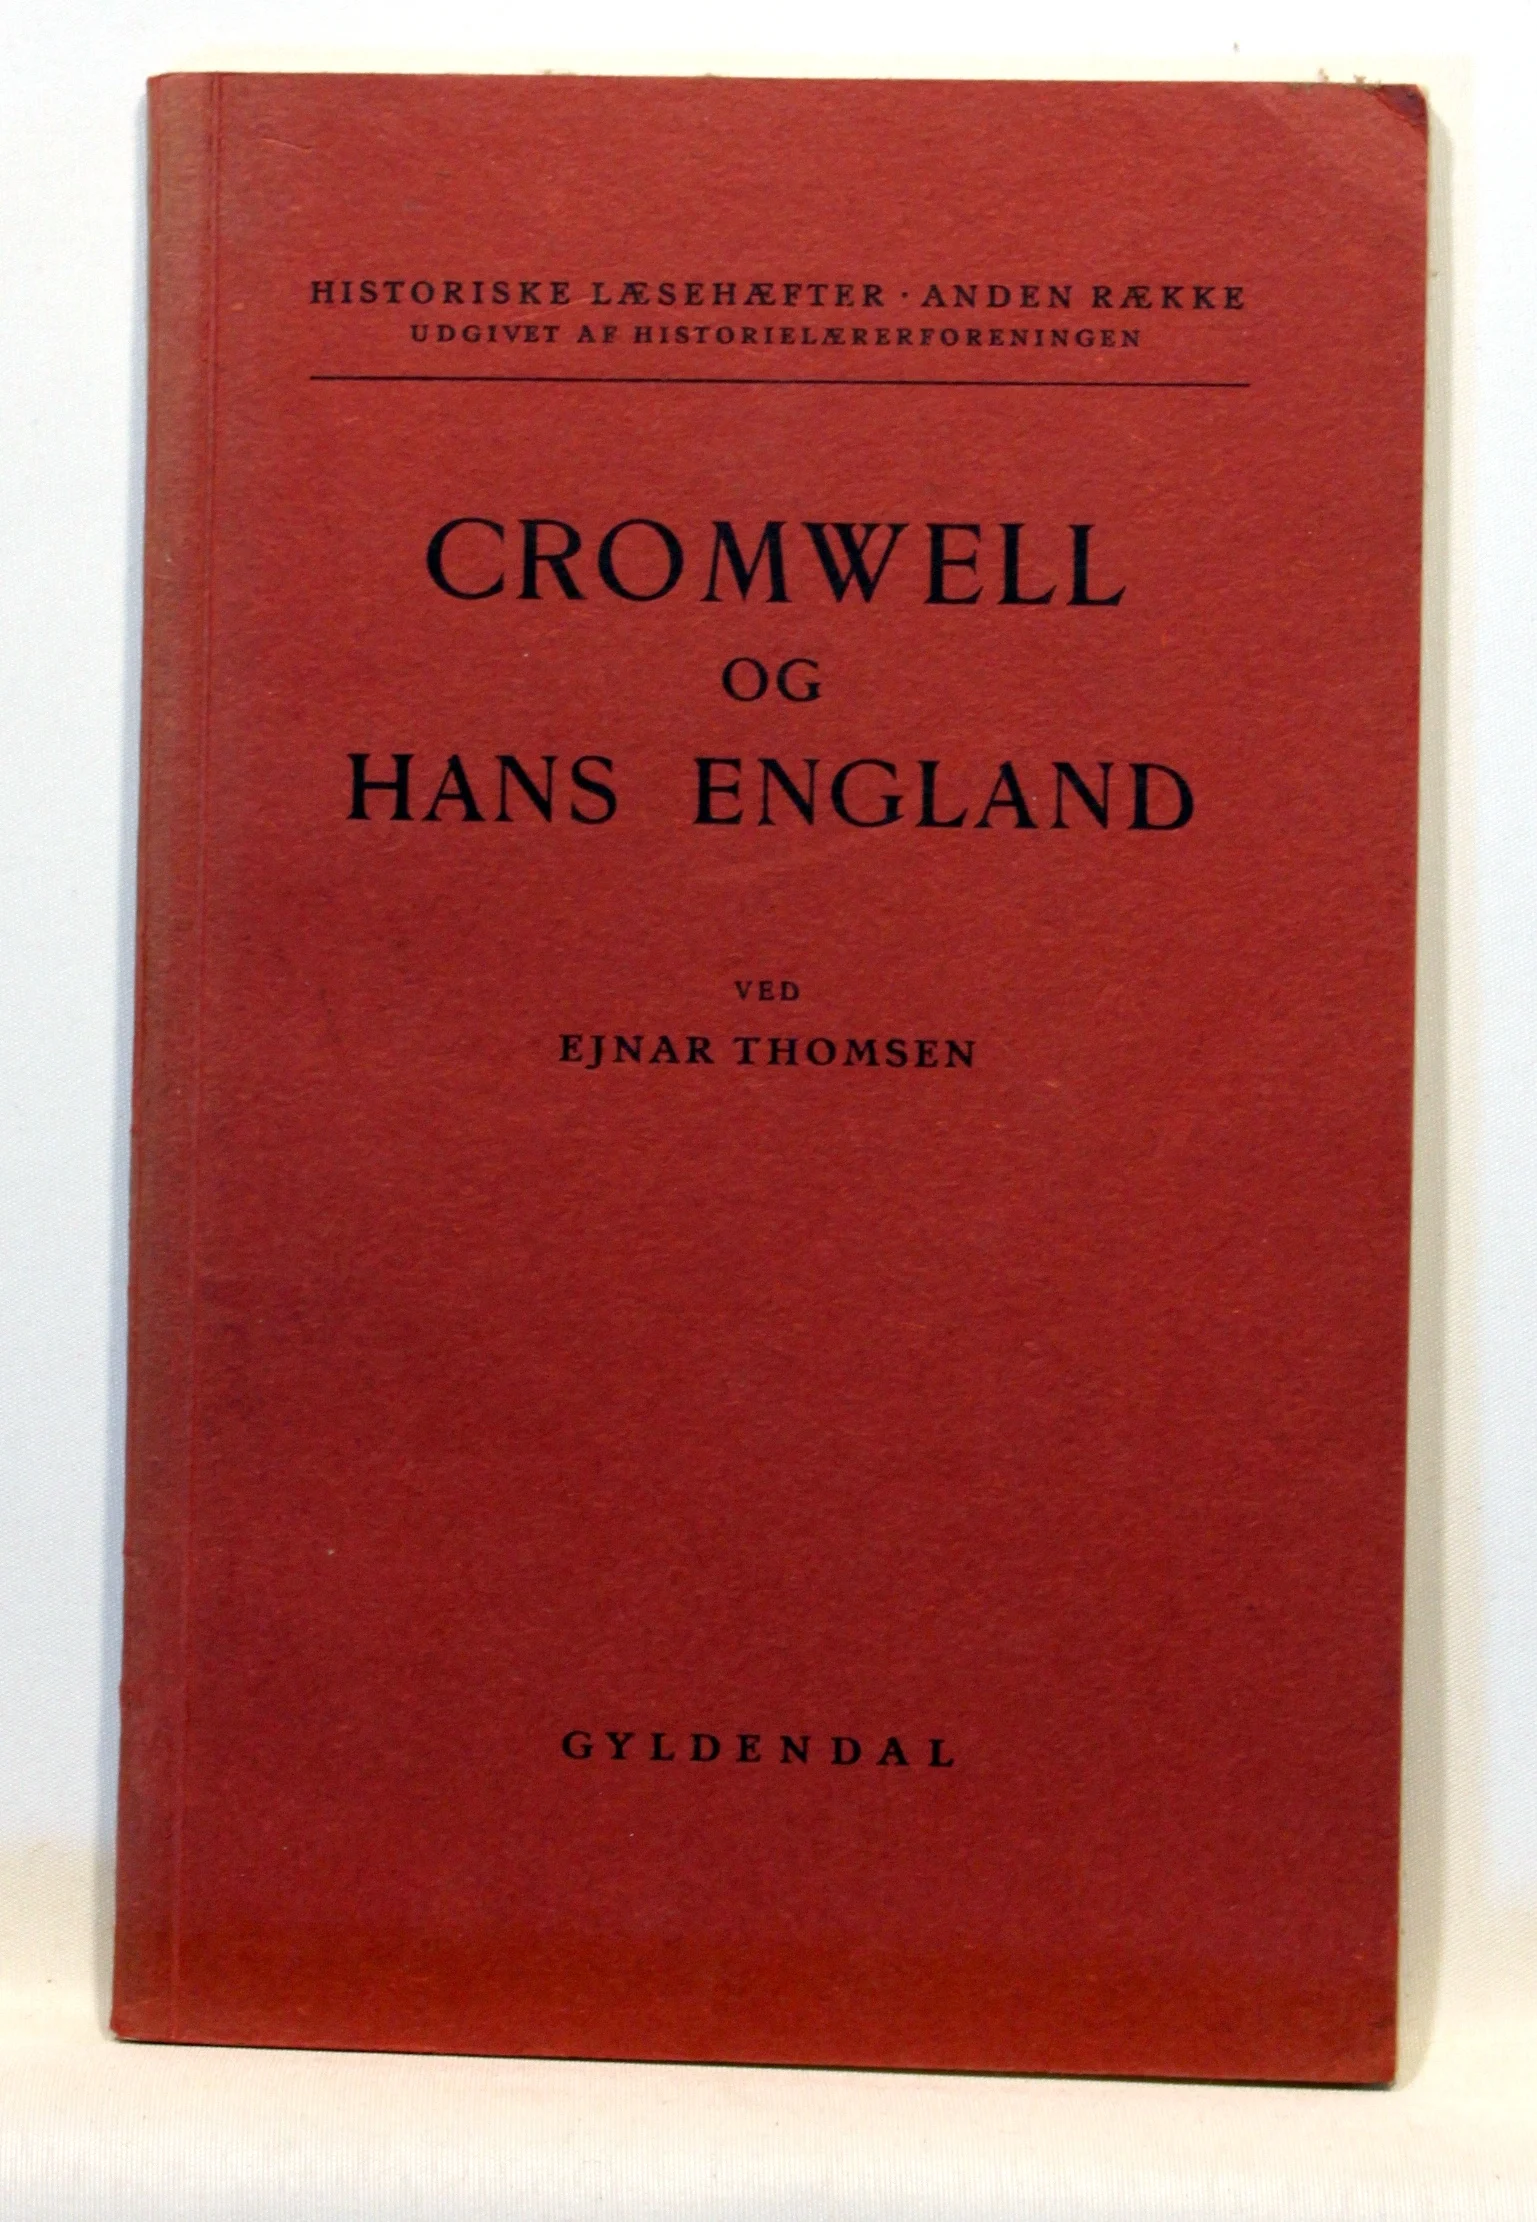 HISTORISKE LÆSEHÆFTER · ANDEN RÆKKE
UDGIVET AF HISTORIELÆRERFORENINGEN
CROMWELL
OG
HANS ENGLAND
VED
EJNAR THOMSEN
GYLDENDAL